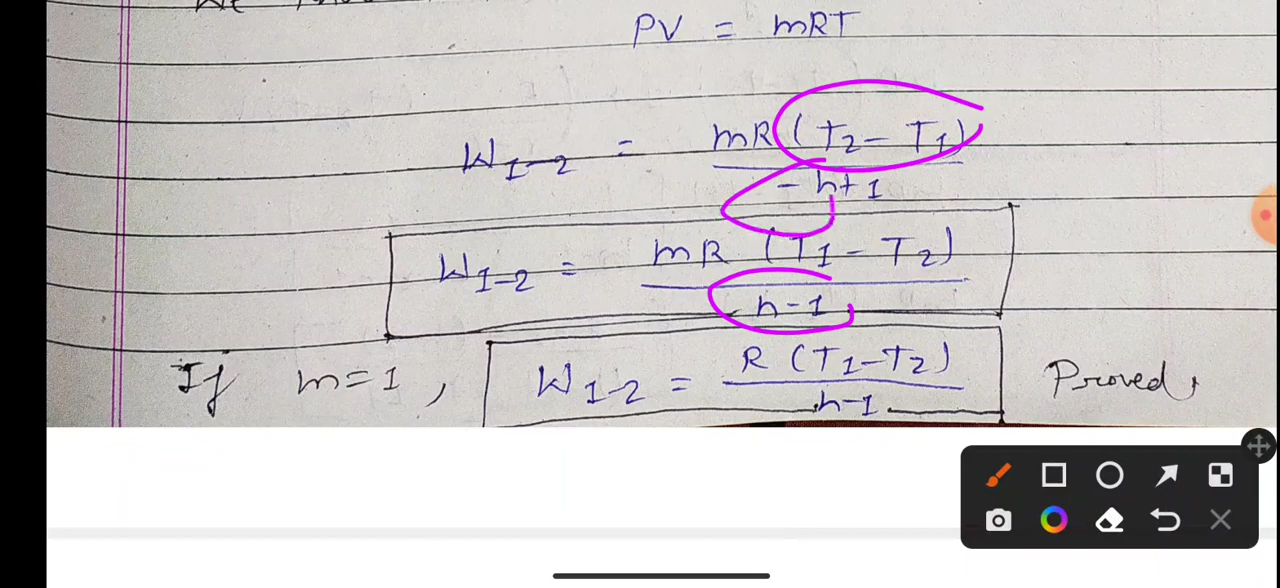 PV = mRT
W1-2 = mR (T2 - T1) / -n+1
W1-2 = mR (T1 - T2) / n-1
If m=1, W1-2 = R (T1-T2) / n-1 Proved,